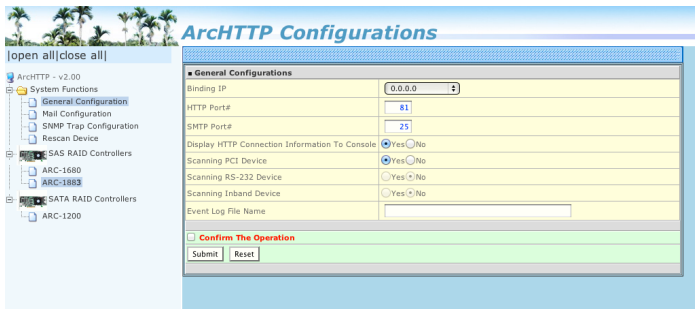 ArcHTTP Configurations
|open all|close all|
ArcHTTP - v2.00
System Functions
General Configuration
Mail Configuration
SNMP Trap Configuration
Rescan Device
SAS RAID Controllers
ARC-1680
ARC-1883
SATA RAID Controllers
ARC-1200
General Configurations
Binding IP 0.0.0.0
HTTP Port# 81
SMTP Port# 25
Display HTTP Connection Information To Console Yes No
Scanning PCI Device Yes No
Scanning RS-232 Device Yes No
Scanning Inband Device Yes No
Event Log File Name
Confirm The Operation
Submit Reset